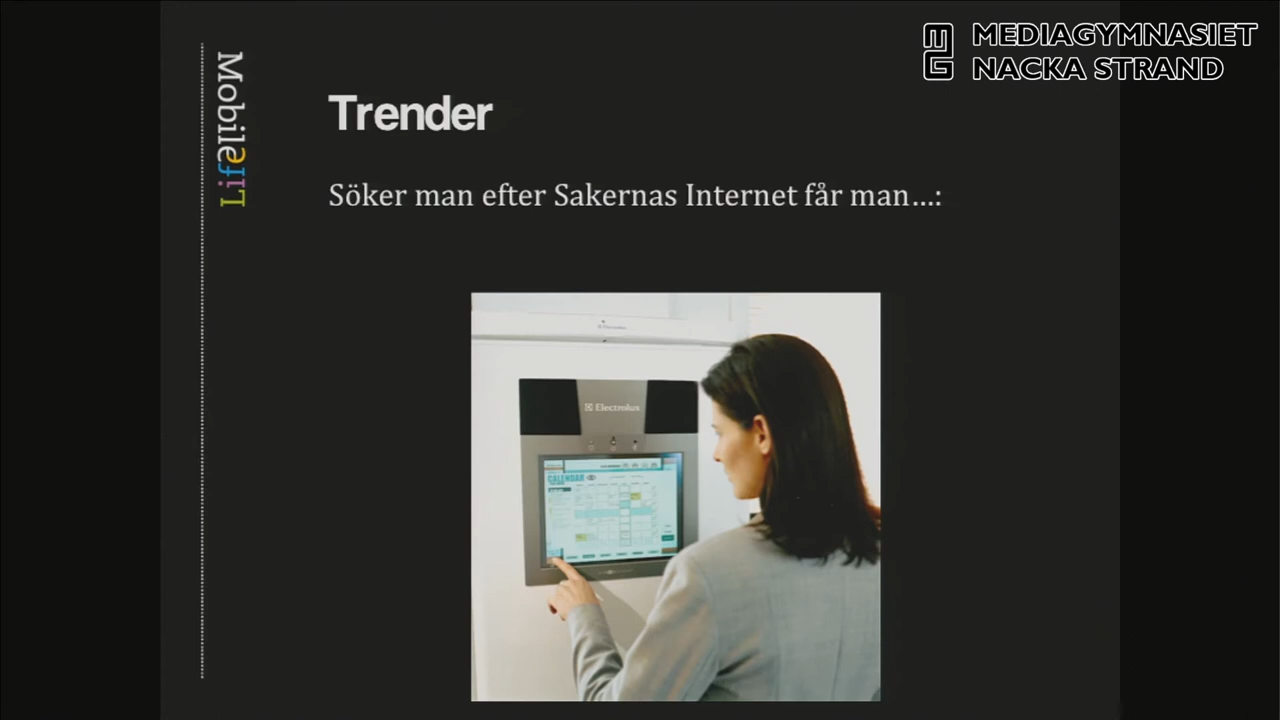 MEDIAGYMNASIET
NACKA STRAND
Mobile Life
Trender
Söker man efter Sakernas Internet får man...:
Electrolux
CALENDAR